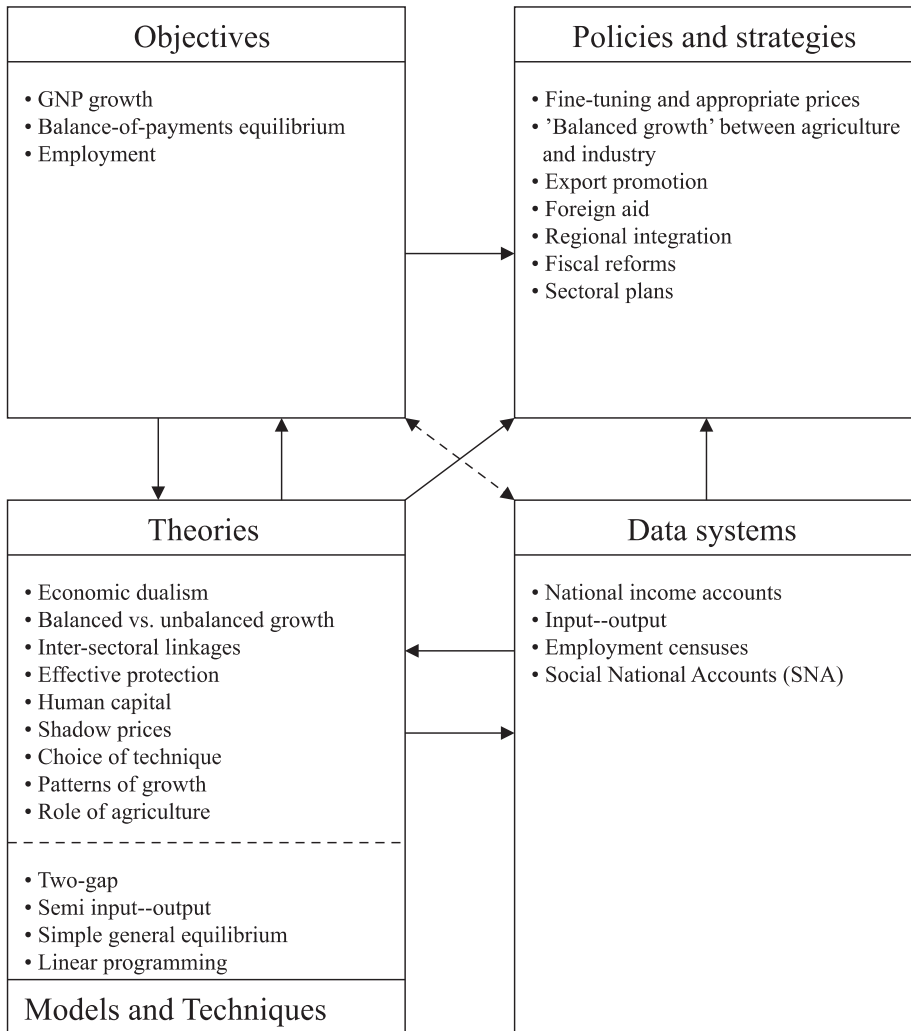 Objectives
• GNP growth
• Balance-of-payments equilibrium
• Employment
Policies and strategies
• Fine-tuning and appropriate prices
• ’Balanced growth’ between agriculture
and industry
• Export promotion
• Foreign aid
• Regional integration
• Fiscal reforms
• Sectoral plans
Theories
• Economic dualism
• Balanced vs. unbalanced growth
• Inter-sectoral linkages
• Effective protection
• Human capital
• Shadow prices
• Choice of technique
• Patterns of growth
• Role of agriculture
• Two-gap
• Semi input--output
• Simple general equilibrium
• Linear programming
Models and Techniques
Data systems
• National income accounts
• Input--output
• Employment censuses
• Social National Accounts (SNA)